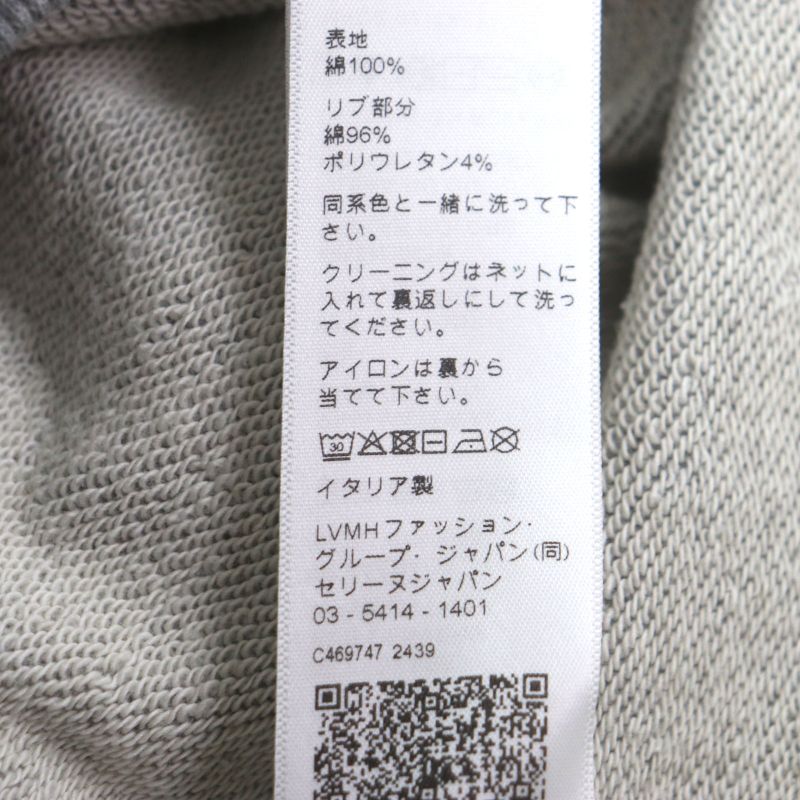 表地
綿100%
リブ部分
綿96%
ポリウレタン4%
同系色と一緒に洗って下
さい。
クリーニングはネットに
入れて裏返しにして洗っ
てください。
アイロンは裏から
当てて下さい。
30
イタリア製
LVMHファッション・
グループ・ジャパン(同)
セリーヌジャパン
03 - 5414 - 1401
C469747 2439